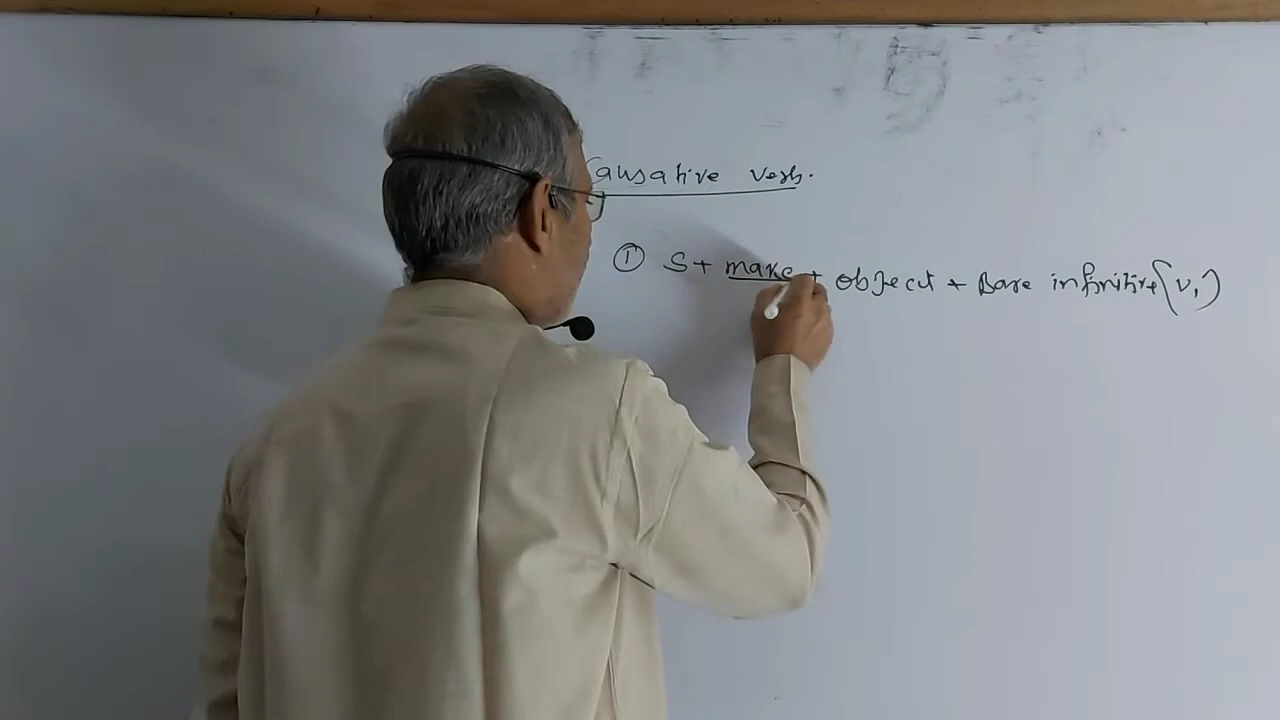 Causative verb.
① S + make + object + Bare infinitive (V₁)